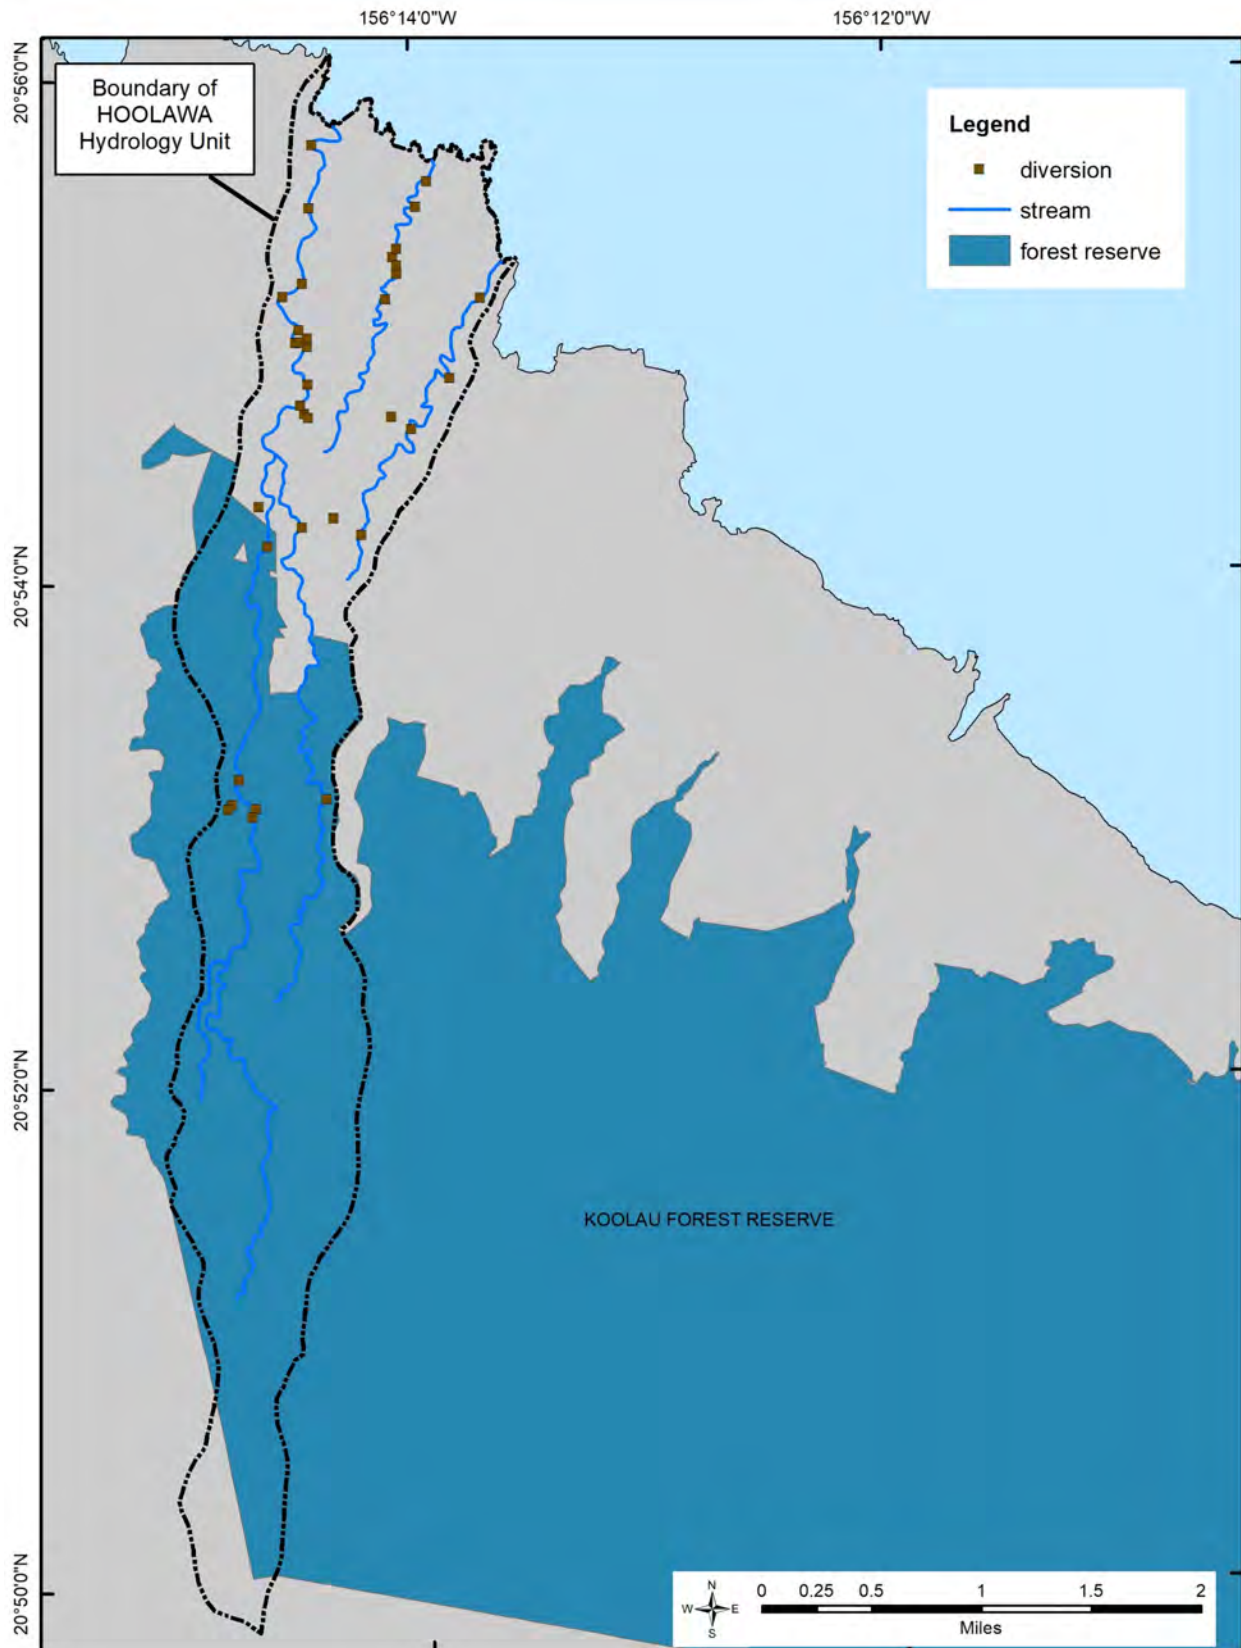 156°14'0"W
156°12'0"W
20°56'0"N
Boundary of
HOOLAWA
Hydrology Unit
Legend
diversion
stream
forest reserve
20°54'0"N
20°52'0"N
KOOLAU FOREST RESERVE
20°50'0"N
N
W
E
S
0 0.25 0.5 1 1.5 2
Miles